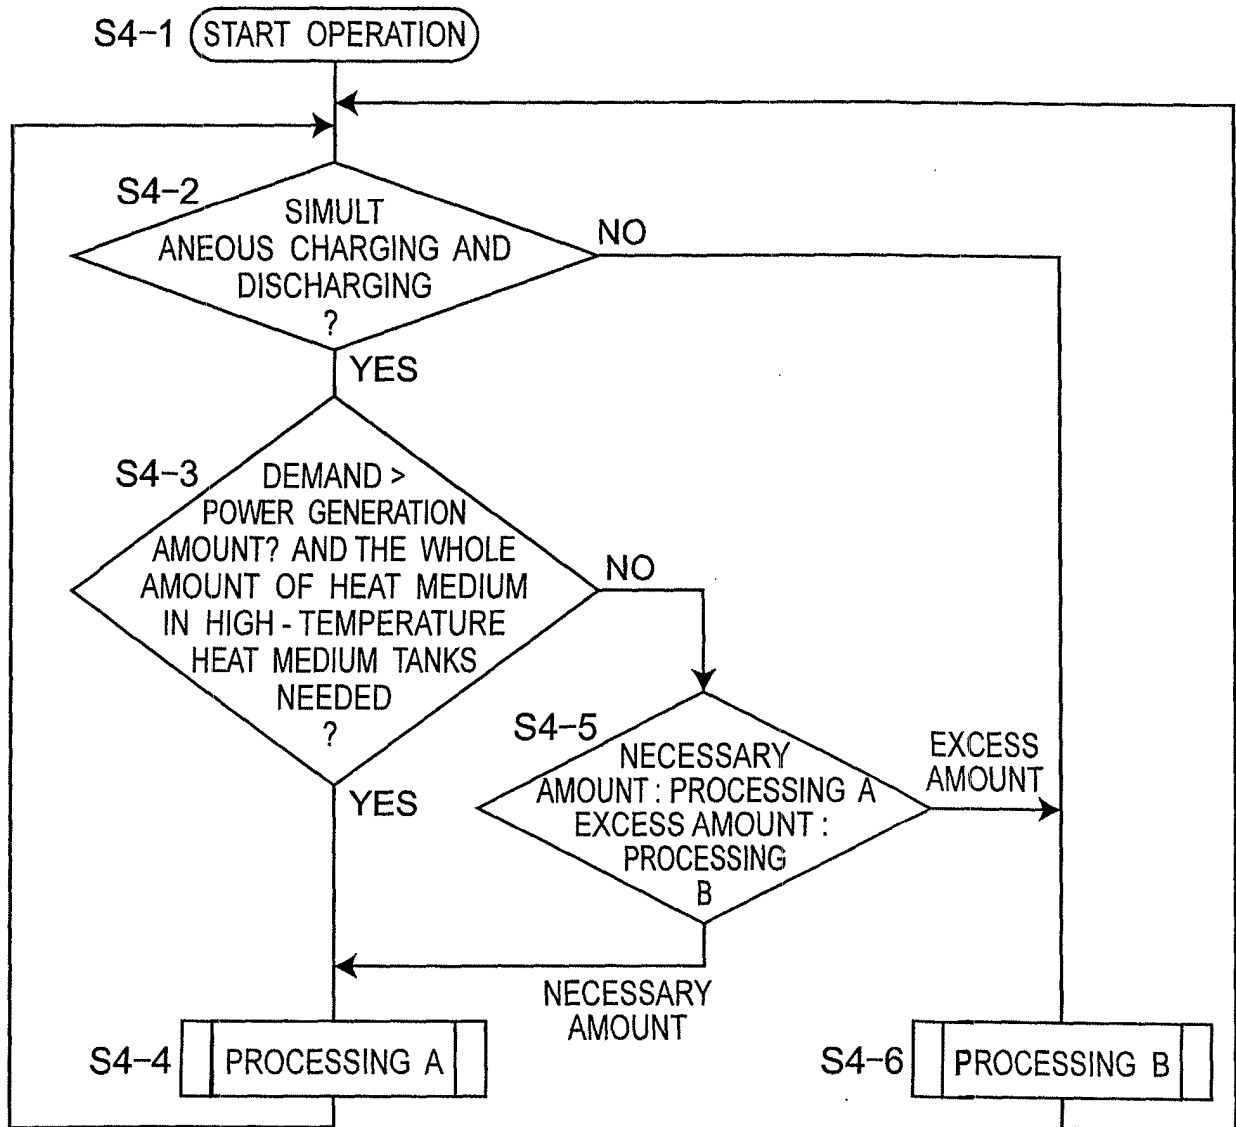 S4-1
START OPERATION
S4-2
SIMULT
ANEOUS CHARGING AND
DISCHARGING
?
NO
YES
S4-3
DEMAND >
POWER GENERATION
AMOUNT? AND THE WHOLE
AMOUNT OF HEAT MEDIUM
IN HIGH-TEMPERATURE
HEAT MEDIUM TANKS
NEEDED
?
NO
YES
S4-5
NECESSARY
AMOUNT : PROCESSING A
EXCESS AMOUNT :
PROCESSING
B
EXCESS
AMOUNT
NECESSARY
AMOUNT
S4-4
PROCESSING A
S4-6
PROCESSING B